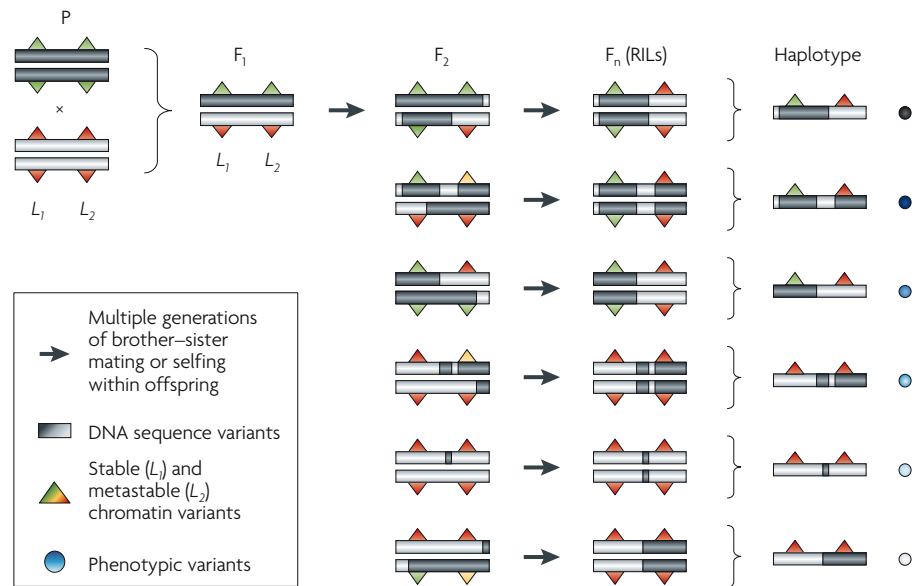 P
F1
F2
Fn (RILs)
Haplotype
×
L1
L2
L1
L2
Multiple generations
of brother–sister
mating or selfing
within offspring
DNA sequence variants
Stable (L1) and
metastable (L2)
chromatin variants
Phenotypic variants